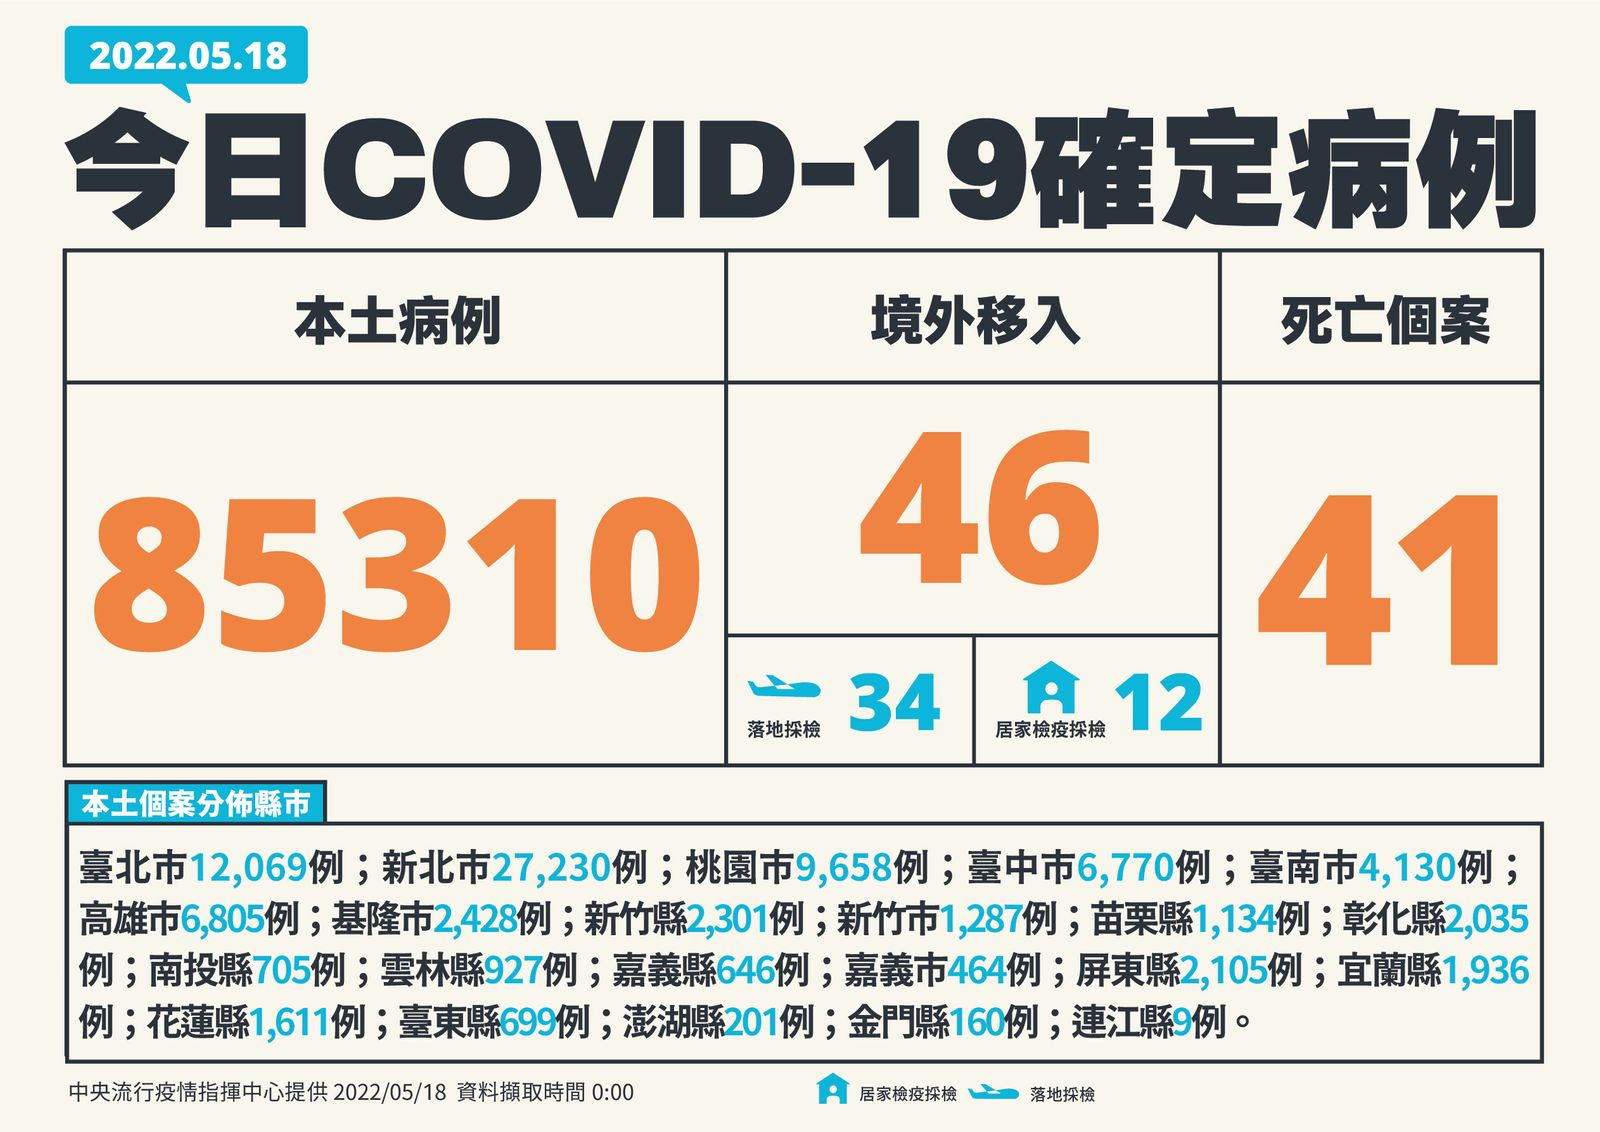 2022.05.18
今日COVID-19確定病例
本土病例
境外移入
死亡個案
85310
46
41
落地採檢 34
居家檢疫採檢 12
本土個案分佈縣市
臺北市12,069例；新北市27,230例；桃園市9,658例；臺中市6,770例；臺南市4,130例；
高雄市6,805例；基隆市2,428例；新竹縣2,301例；新竹市1,287例；苗栗縣1,134例；彰化縣2,035
例；南投縣705例；雲林縣927例；嘉義縣646例；嘉義市464例；屏東縣2,105例；宜蘭縣1,936
例；花蓮縣1,611例；臺東縣699例；澎湖縣201例；金門縣160例；連江縣9例。
中央流行疫情指揮中心提供 2022/05/18 資料擷取時間 0:00
居家檢疫採檢 落地採檢